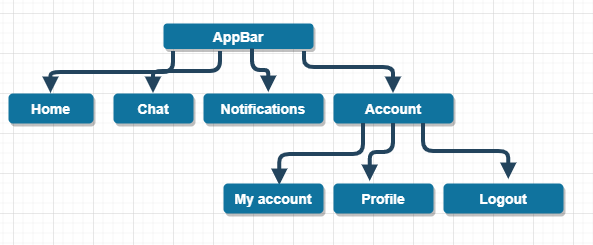 AppBar
Home
Chat
Notifications
Account
My account
Profile
Logout